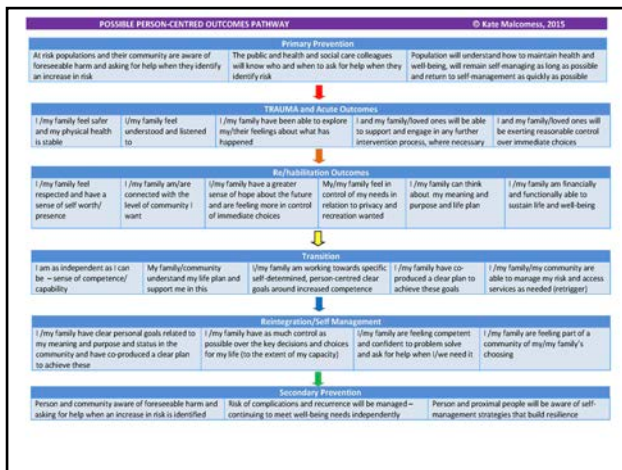 POSSIBLE PERSON-CENTRED OUTCOMES PATHWAY © Kate Malcomess, 2015
Primary Prevention
At risk populations and their community are aware of
foreseeable harm and asking for help when they identify
an increase in risk
The public and health and social care colleagues
will know who and when to ask for help when they
identify risk
Population will understand how to maintain health and
well-being, will remain self-managing as long as possible
and return to self-management as quickly as possible
TRAUMA and Acute Outcomes
I /my family feel safer
and my physical health
is stable
I/my family feel
understood and listened
to
I /my family have been able to explore
my/their feelings about what has
happened
I and my family/loved ones will be able
to support and engage in any further
intervention process, where necessary
I and my family/loved ones will
be exerting reasonable control
over immediate choices
Re/habilitation Outcomes
I /my family feel
respected and have a
sense of self worth/
presence
I /my family am/are
connected with the
level of community I
want
I/my family have a greater
sense of hope about the future
and are feeling more in control
of immediate choices
My/my family feel in
control of my needs in
relation to privacy and
recreation wanted
I /my family can think
about my meaning and
purpose and life plan
I /my family am financially
and functionally able to
sustain life and well-being
Transition
I am as independent as I can
be – sense of competence/
capability
My family/community
understand my life plan and
support me in this
I/my family am working towards specific
self-determined, person-centred clear
goals around increased competence
I /my family have co-
produced a clear plan to
achieve these goals
I/my family/my community are
able to manage my risk and access
services as needed (retrigger)
Reintegration/Self Management
I /my family have clear personal goals related to
my meaning and purpose and status in the
community and have co-produced a clear plan
to achieve these
I /my family have as much control as
possible over the key decisions and choices
for my life (to the extent of my capacity)
I/my family are feeling competent
and confident to problem solve
and ask for help when I/we need it
I /my family are feeling part of a
community of my/my family's
choosing
Secondary Prevention
Person and community aware of foreseeable harm and
asking for help when an increase in risk is identified
Risk of complications and recurrence will be managed –
continuing to meet well-being needs independently
Person and proximal people will be aware of self-
management strategies that build resilience